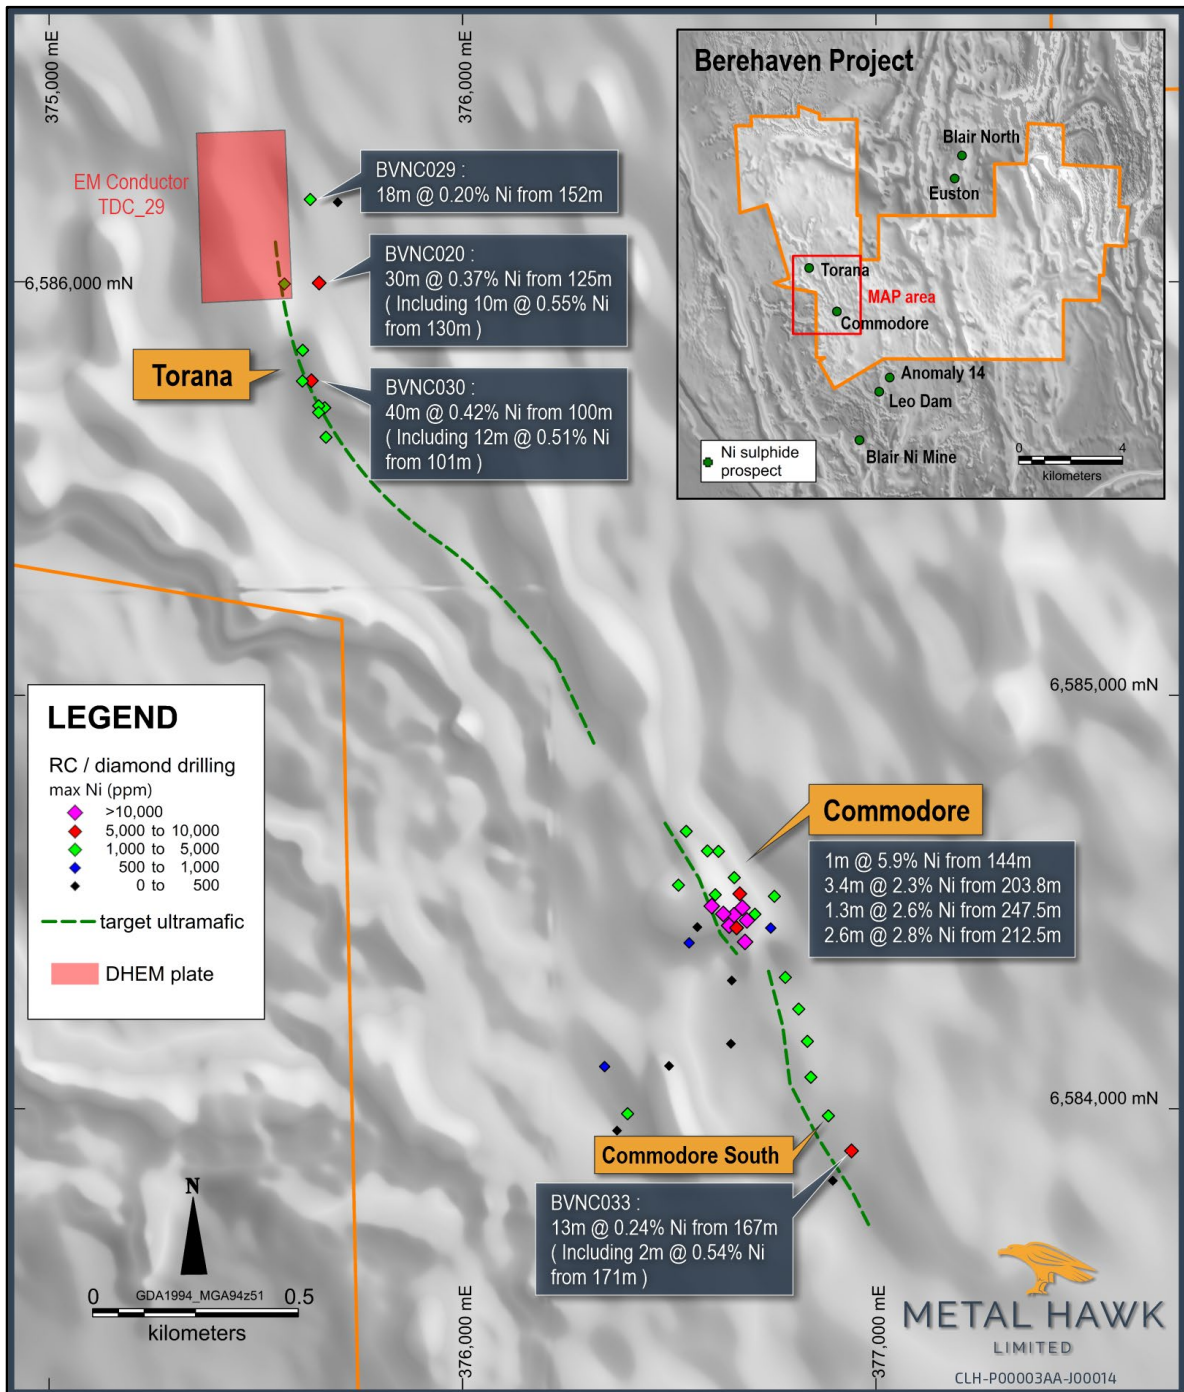 375,000 mE
376,000 mE
Berehaven Project
Blair North
Euston
Torana
MAP area
Commodore
Anomaly 14
Leo Dam
Blair Ni Mine
Ni sulphide
prospect
0 4
kilometers
EM Conductor
TDC_29
BVNC029 :
18m @ 0.20% Ni from 152m
6,586,000 mN
BVNC020 :
30m @ 0.37% Ni from 125m
( Including 10m @ 0.55% Ni
from 130m )
Torana
BVNC030 :
40m @ 0.42% Ni from 100m
( Including 12m @ 0.51% Ni
from 101m )
6,585,000 mN
LEGEND
RC / diamond drilling
max Ni (ppm)
>10,000
5,000 to 10,000
1,000 to 5,000
500 to 1,000
0 to 500
target ultramafic
DHEM plate
Commodore
1m @ 5.9% Ni from 144m
3.4m @ 2.3% Ni from 203.8m
1.3m @ 2.6% Ni from 247.5m
2.6m @ 2.8% Ni from 212.5m
6,584,000 mN
Commodore South
BVNC033 :
13m @ 0.24% Ni from 167m
( Including 2m @ 0.54% Ni
from 171m )
N
0 GDA1994_MGA94z51 0.5
kilometers
376,000 mE
377,000 mE
METAL HAWK
LIMITED
CLH-P00003AA-J00014